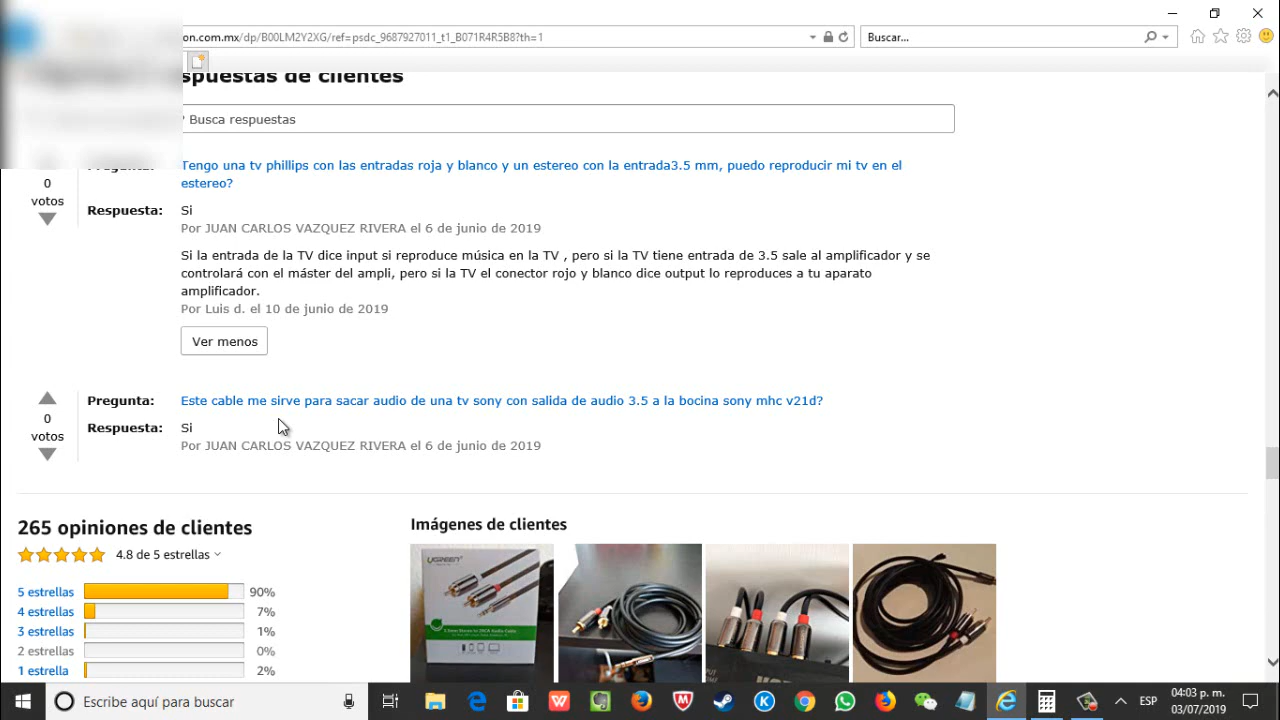 on.com.mx/dp/B00LM2Y2XG/ref=psdc_9687927011_t1_B071R4R5B8?th=1
Buscar...
spuestas de clientes
Busca respuestas
Tengo una tv phillips con las entradas roja y blanco y un estereo con la entrada3.5 mm, puedo reproducir mi tv en el
estereo?
0
votos
Respuesta: Si
Por JUAN CARLOS VAZQUEZ RIVERA el 6 de junio de 2019
Si la entrada de la TV dice input si reproduce música en la TV , pero si la TV tiene entrada de 3.5 sale al amplificador y se
controlará con el máster del ampli, pero si la TV el conector rojo y blanco dice output lo reproduces a tu aparato
amplificador.
Por Luis d. el 10 de junio de 2019
Ver menos
0
votos
Pregunta: Este cable me sirve para sacar audio de una tv sony con salida de audio 3.5 a la bocina sony mhc v21d?
Respuesta: Si
Por JUAN CARLOS VAZQUEZ RIVERA el 6 de junio de 2019
265 opiniones de clientes
4.8 de 5 estrellas
5 estrellas 90%
4 estrellas 7%
3 estrellas 1%
2 estrellas 0%
1 estrella 2%
Imágenes de clientes
UGREEN
Escribe aquí para buscar
ESP
04:03 p. m.
03/07/2019